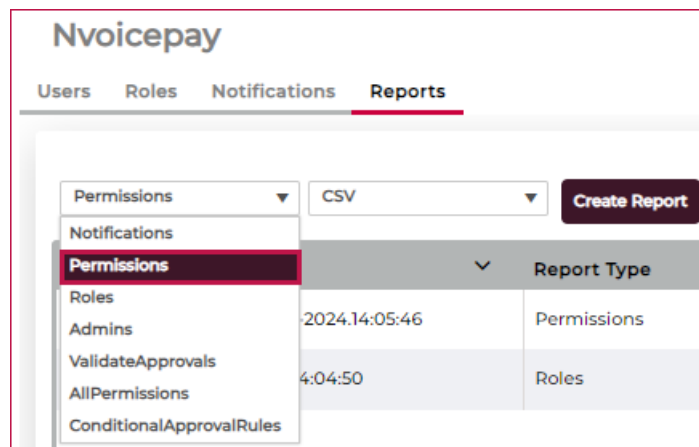 Nvoicepay
Users Roles Notifications Reports
Permissions CSV Create Report
Notifications
Permissions
Report Type
Roles
Admins
-2024.14:05:46 Permissions
ValidateApprovals
4:04:50 Roles
AllPermissions
ConditionalApprovalRules